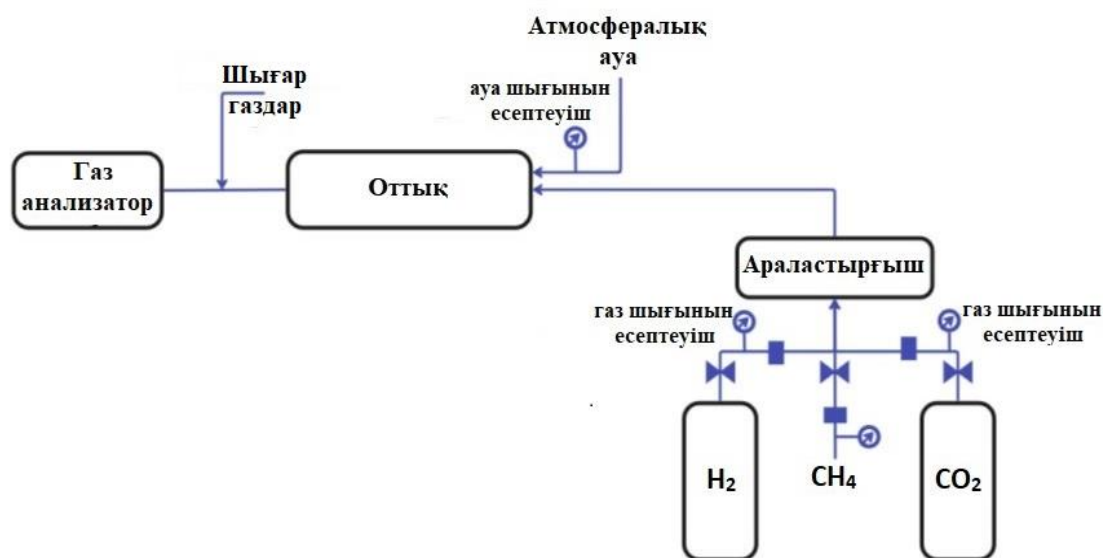 Атмосфералық
ауа
Шығар
газдар
ауа шығынын
есептеуіш
Газ
анализатор
Оттық
Араластырғыш
газ шығынын
есептеуіш
газ шығынын
есептеуіш
H₂
CH₄
CO₂